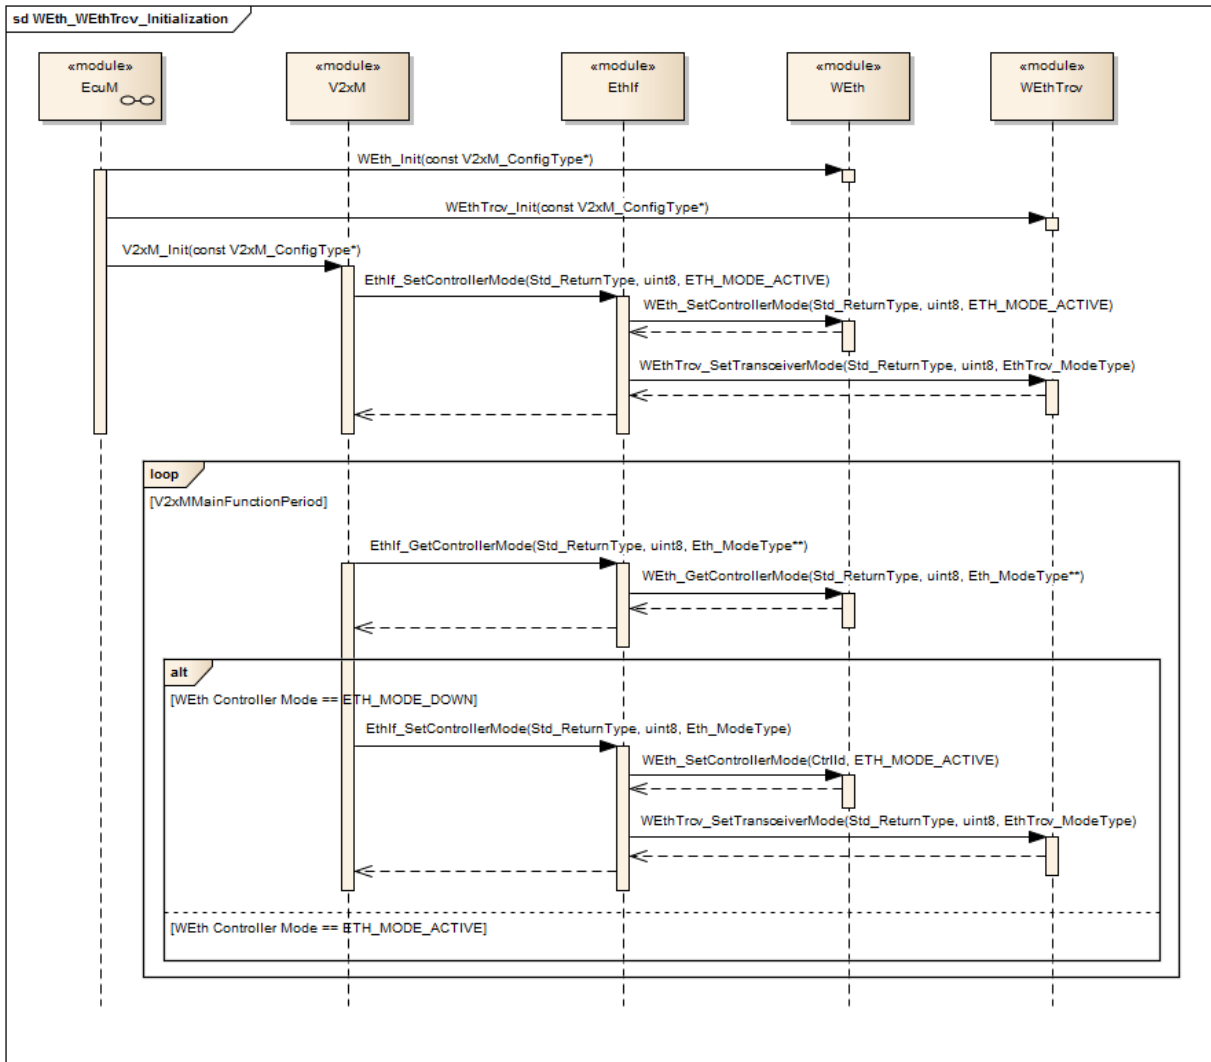 sd WEth_WEthTrcv_Initialization
«module»
EcuM
«module»
V2xM
«module»
EthIf
«module»
WEth
«module»
WEthTrcv
WEth_Init(const V2xM_ConfigType*)
WEthTrcv_Init(const V2xM_ConfigType*)
V2xM_Init(const V2xM_ConfigType*)
EthIf_SetControllerMode(Std_ReturnType, uint8, ETH_MODE_ACTIVE)
WEth_SetControllerMode(Std_ReturnType, uint8, ETH_MODE_ACTIVE)
WEthTrcv_SetTransceiverMode(Std_ReturnType, uint8, EthTrcv_ModeType)
loop
[V2xMMainFunctionPeriod]
EthIf_GetControllerMode(Std_ReturnType, uint8, Eth_ModeType**)
WEth_GetControllerMode(Std_ReturnType, uint8, Eth_ModeType**)
alt
[WEth Controller Mode == ETH_MODE_DOWN]
EthIf_SetControllerMode(Std_ReturnType, uint8, Eth_ModeType)
WEth_SetControllerMode(CtrlId, ETH_MODE_ACTIVE)
WEthTrcv_SetTransceiverMode(Std_ReturnType, uint8, EthTrcv_ModeType)
[WEth Controller Mode == ETH_MODE_ACTIVE]